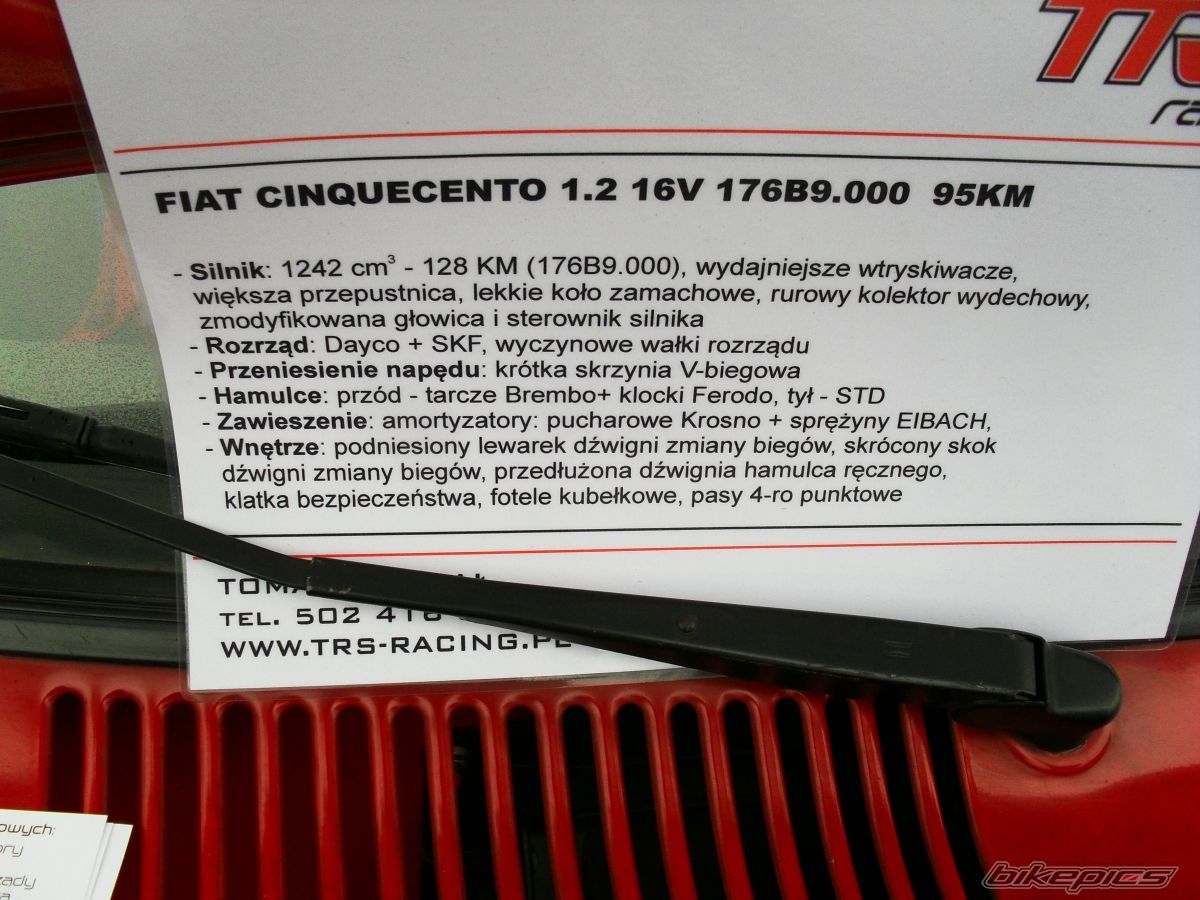 TRS
FIAT CINQUECENTO 1.2 16V 176B9.000 95KM
- Silnik: 1242 cm³ - 128 KM (176B9.000), wydajniejsze wtryskiwacze,
większa przepustnica, lekkie koło zamachowe, rurowy kolektor wydechowy,
zmodyfikowana głowica i sterownik silnika
- Rozrząd: Dayco + SKF, wyczynowe wałki rozrządu
- Przeniesienie napędu: krótka skrzynia V-biegowa
- Hamulce: przód - tarcze Brembo+ klocki Ferodo, tył - STD
- Zawieszenie: amortyzatory: pucharowe Krosno + sprężyny EIBACH,
- Wnętrze: podniesiony lewarek dźwigni zmiany biegów, skrócony skok
dźwigni zmiany biegów, przedłużona dźwignia hamulca ręcznego,
klatka bezpieczeństwa, fotele kubełkowe, pasy 4-ro punktowe
TEL. 502 416
WWW.TRS-RACING.PL
bikepics